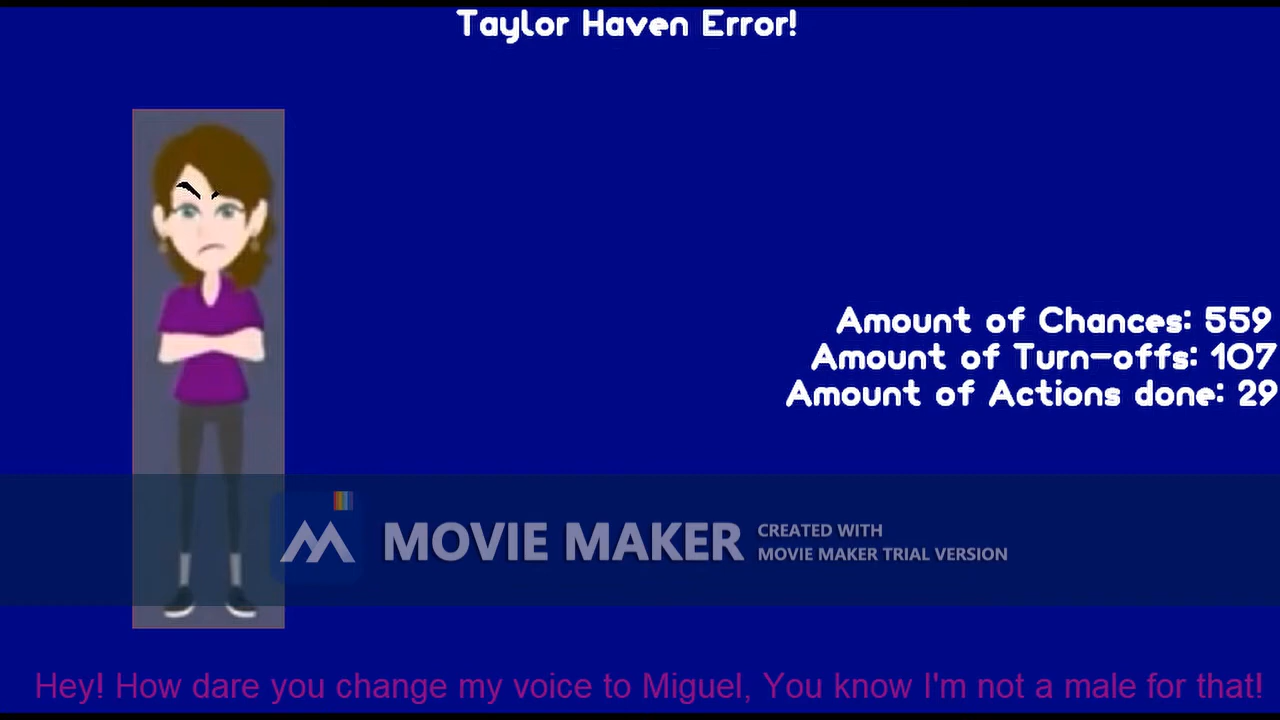 Taylor Haven Error!
Amount of Chances: 559
Amount of Turn-offs: 107
Amount of Actions done: 29
MOVIE MAKER
CREATED WITH
MOVIE MAKER TRIAL VERSION
Hey! How dare you change my voice to Miguel, You know I'm not a male for that!